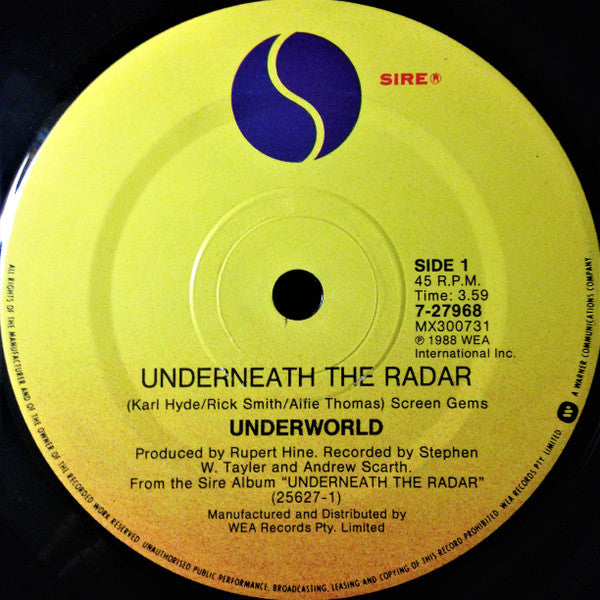 SIRE®
SIDE 1
45 R.P.M.
Time: 3.59
7-27968
MX300731
℗ 1988 WEA
International Inc.
UNDERNEATH THE RADAR
(Karl Hyde/Rick Smith/Alfie Thomas) Screen Gems
UNDERWORLD
Produced by Rupert Hine. Recorded by Stephen
W. Tayler and Andrew Scarth.
From the Sire Album "UNDERNEATH THE RADAR"
(25627-1)
Manufactured and Distributed by
WEA Records Pty. Limited
ALL RIGHTS OF THE MANUFACTURER AND OF THE OWNER OF THE RECORDED WORK RESERVED. UNAUTHORISED PUBLIC PERFORMANCE, BROADCASTING, LEASING AND COPYING OF THIS RECORD PROHIBITED. WEA RECORDS PTY. LIMITED
A WARNER COMMUNICATIONS COMPANY